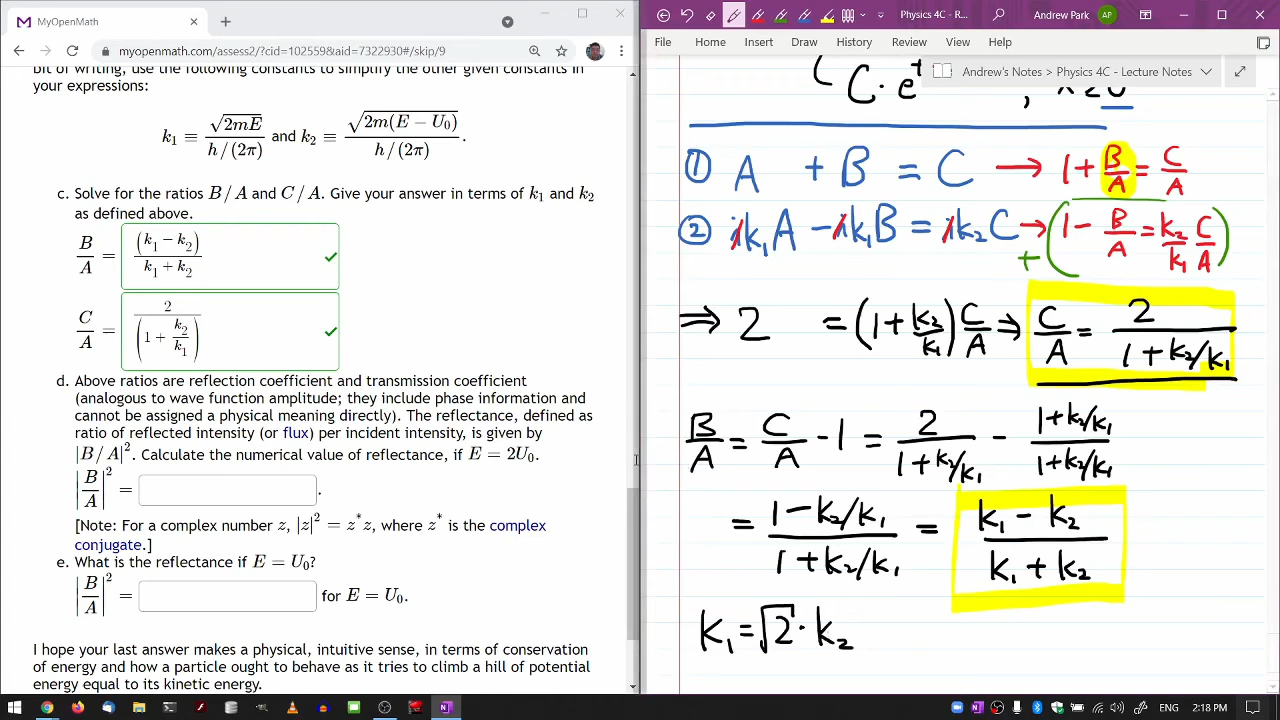 MyOpenMath
myopenmath.com/assess2/?cid=102559&aid=7322930#/skip/9
bit of writing, use the following constants to simplify the other given constants in
your expressions:
k₁ ≡ √(2mE) / h/(2π) and k₂ ≡ √(2m(E − U₀)) / h/(2π).
c. Solve for the ratios B/A and C/A. Give your answer in terms of k₁ and k₂
as defined above.
B/A = (k₁ − k₂) / k₁ + k₂
C/A = 2 / (1 + k₂/k₁)
d. Above ratios are reflection coefficient and transmission coefficient
(analogous to wave function amplitude; they include phase information and
cannot be assigned a physical meaning directly). The reflectance, defined as
ratio of reflected intensity (or flux) per incident intensity, is given by
|B/A|². Calculate the numerical value of reflectance, if E = 2U₀.
|B/A|² = .
[Note: For a complex number z, |z|² = z*z, where z* is the complex
conjugate.]
e. What is the reflectance if E = U₀?
|B/A|² = for E = U₀.
I hope your last answer makes a physical, intuitive sense, in terms of conservation
of energy and how a particle ought to behave as it tries to climb a hill of potential
energy equal to its kinetic energy.
Physics 4C - R...
Andrew Park
AP
File Home Insert Draw History Review View Help
Andrew's Notes > Physics 4C - Lecture Notes
① A + B = C → 1 + B/A = C/A
② ik₁A − ik₁B = ik₂C → (1 − B/A = k₂/k₁ C/A)
+
⇒ 2 = (1 + k₂/k₁) C/A ⇒ C/A = 2 / 1 + k₂/k₁
B/A = C/A − 1 = 2 / 1 + k₂/k₁ − 1 + k₂/k₁ / 1 + k₂/k₁
= 1 − k₂/k₁ / 1 + k₂/k₁ = k₁ − k₂ / k₁ + k₂
k₁ = √2 · k₂
ENG 2:18 PM